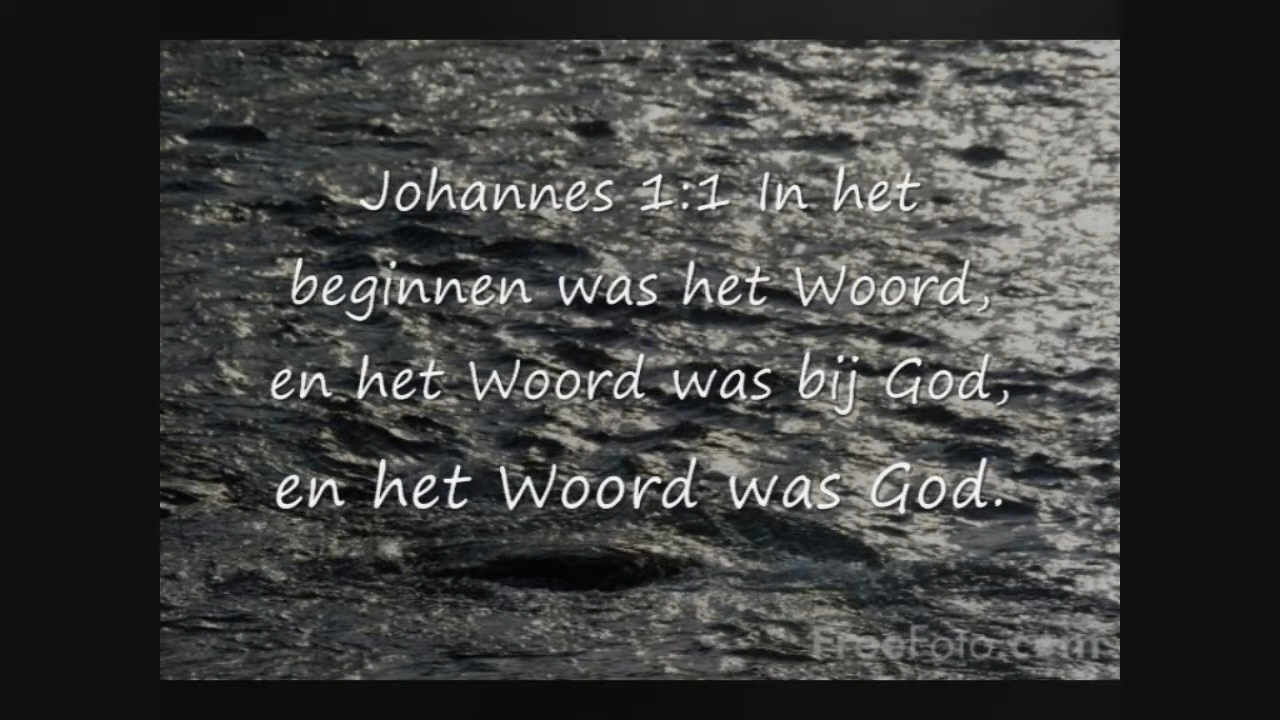 Johannes 1:1 In het
beginnen was het Woord,
en het Woord was bij God,
en het Woord was God.
FreeFoto.com